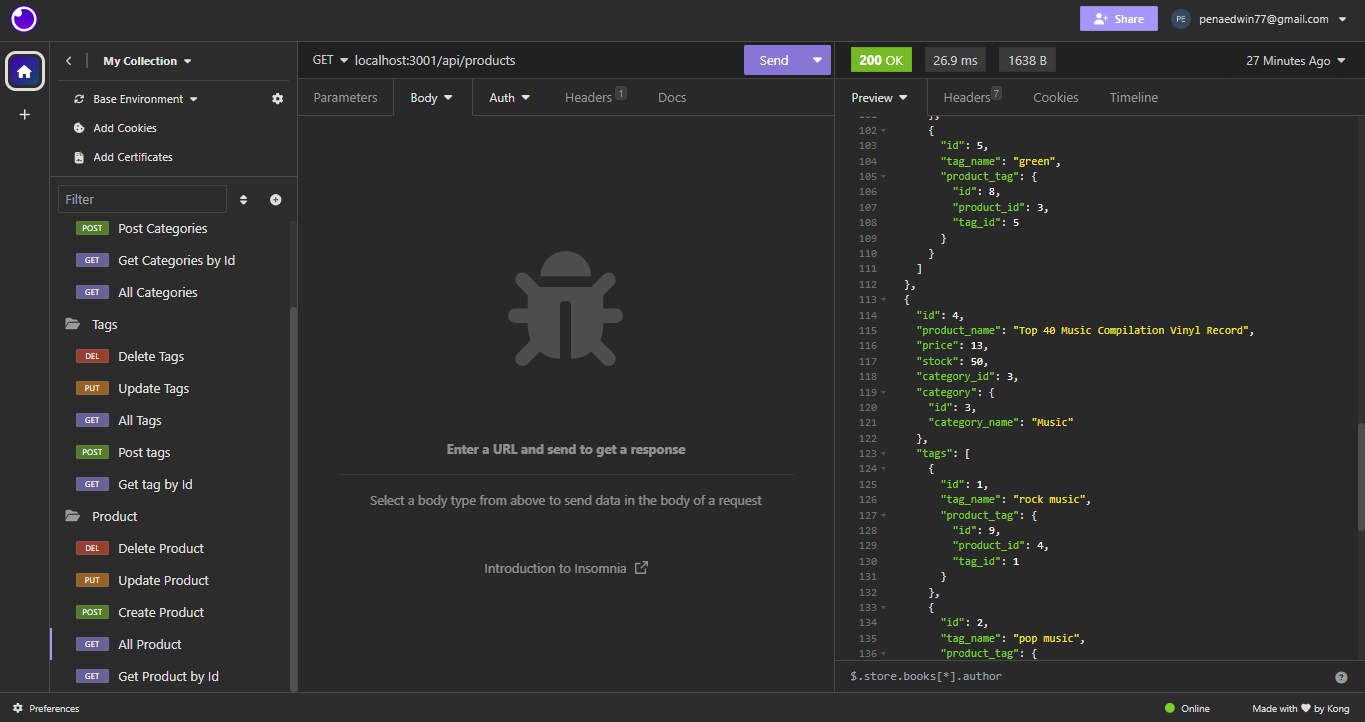 Share
PE
penaedwin77@gmail.com
My Collection
Base Environment
Add Cookies
Add Certificates
Filter
POST Post Categories
GET Get Categories by Id
GET All Categories
Tags
DEL Delete Tags
PUT Update Tags
GET All Tags
POST Post tags
GET Get tag by Id
Product
DEL Delete Product
PUT Update Product
POST Create Product
GET All Product
GET Get Product by Id
GET localhost:3001/api/products
Send
Parameters Body Auth Headers 1 Docs
Enter a URL and send to get a response
Select a body type from above to send data in the body of a request
Introduction to Insomnia
200 OK 26.9 ms 1638 B 27 Minutes Ago
Preview Headers 7 Cookies Timeline
101 },
102 {
103 "id": 5,
104 "tag_name": "green",
105 "product_tag": {
106 "id": 8,
107 "product_id": 3,
108 "tag_id": 5
109 }
110 }
111 ]
112 },
113 {
114 "id": 4,
115 "product_name": "Top 40 Music Compilation Vinyl Record",
116 "price": 13,
117 "stock": 50,
118 "category_id": 3,
119 "category": {
120 "id": 3,
121 "category_name": "Music"
122 },
123 "tags": [
124 {
125 "id": 1,
126 "tag_name": "rock music",
127 "product_tag": {
128 "id": 9,
129 "product_id": 4,
130 "tag_id": 1
131 }
132 },
133 {
134 "id": 2,
135 "tag_name": "pop music",
136 "product_tag": {
$.store.books[*].author
Preferences
Online
Made with ♥ by Kong